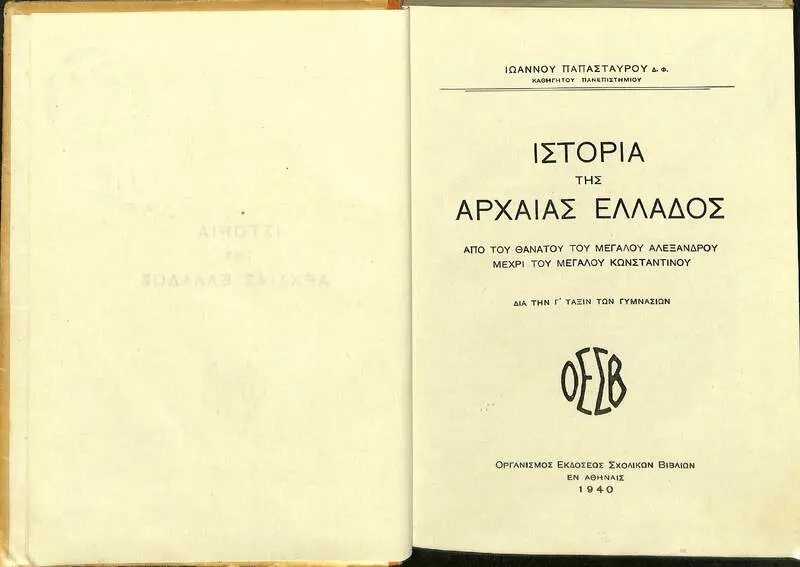 ΙΩΑΝΝΟΥ ΠΑΠΑΣΤΑΥΡΟΥ Δ. Φ.
ΚΑΘΗΓΗΤΟΥ ΠΑΝΕΠΙΣΤΗΜΙΟΥ
ΙΣΤΟΡΙΑ
ΤΗΣ
ΑΡΧΑΙΑΣ ΕΛΛΑΔΟΣ
ΑΠΟ ΤΟΥ ΘΑΝΑΤΟΥ ΤΟΥ ΜΕΓΑΛΟΥ ΑΛΕΞΑΝΔΡΟΥ
ΜΕΧΡΙ ΤΟΥ ΜΕΓΑΛΟΥ ΚΩΝΣΤΑΝΤΙΝΟΥ
ΔΙΑ ΤΗΝ Γ΄ ΤΑΞΙΝ ΤΩΝ ΓΥΜΝΑΣΙΩΝ
ΟΕΣΒ
ΟΡΓΑΝΙΣΜΟΣ ΕΚΔΟΣΕΩΣ ΣΧΟΛΙΚΩΝ ΒΙΒΛΙΩΝ
ΕΝ ΑΘΗΝΑΙΣ
1940